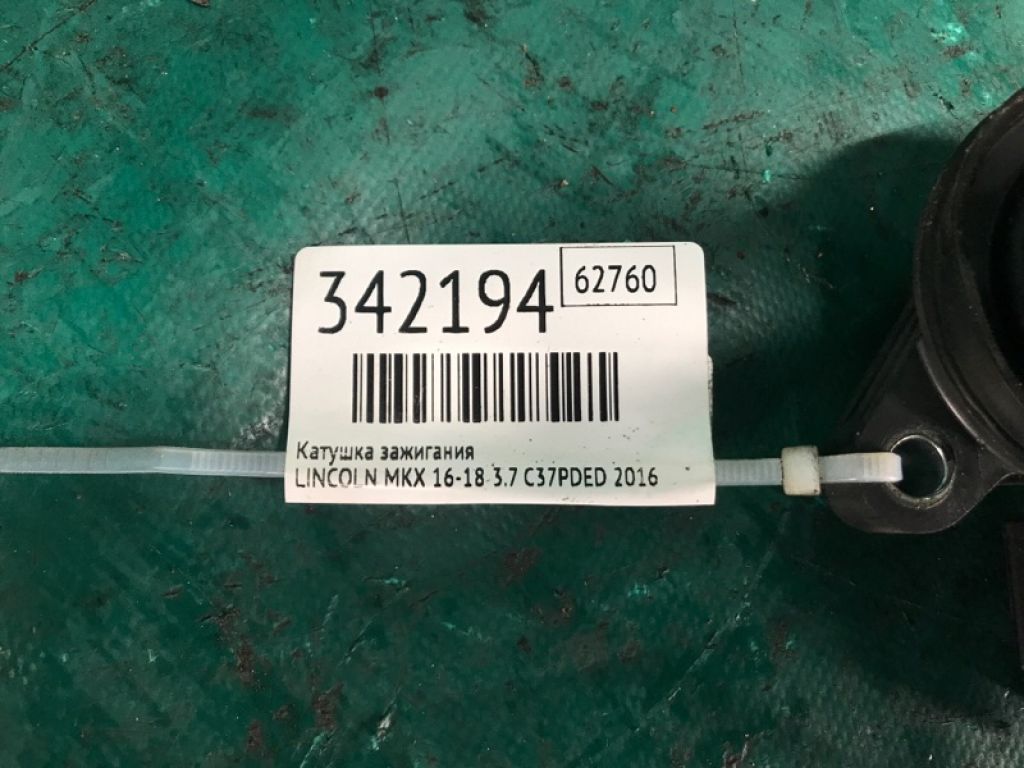 342194
62760
Катушка зажигания
LINCOLN MKX 16-18 3.7 C37PDED 2016